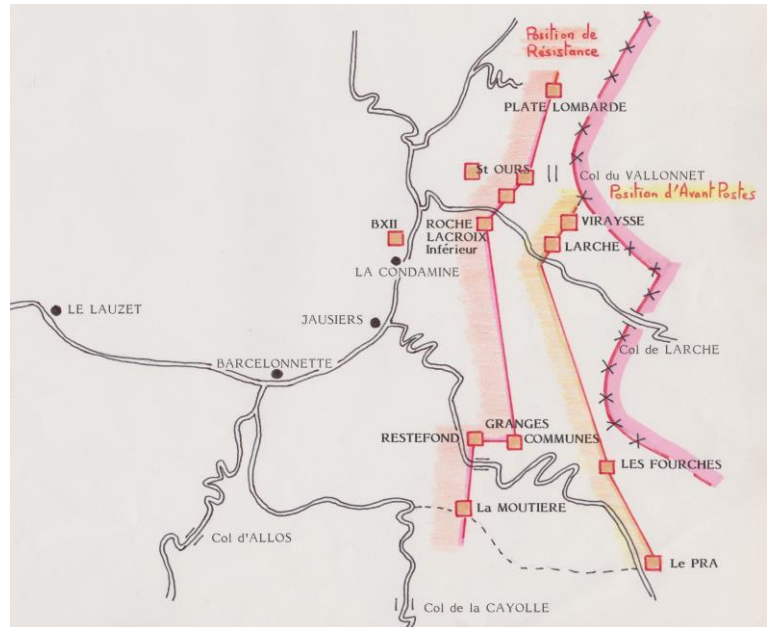 Position de
Résistance
PLATE LOMBARDE
St OURS
Col du VALLONNET
Position d'Avant Postes
BXII
ROCHE
LACROIX
Inférieur
VIRAYSSE
LARCHE
LA CONDAMINE
LE LAUZET
JAUSIERS
Col de LARCHE
BARCELONNETTE
GRANGES
RESTEFOND
COMMUNES
LES FOURCHES
La MOUTIERE
Col d'ALLOS
Le PRA
Col de la CAYOLLE